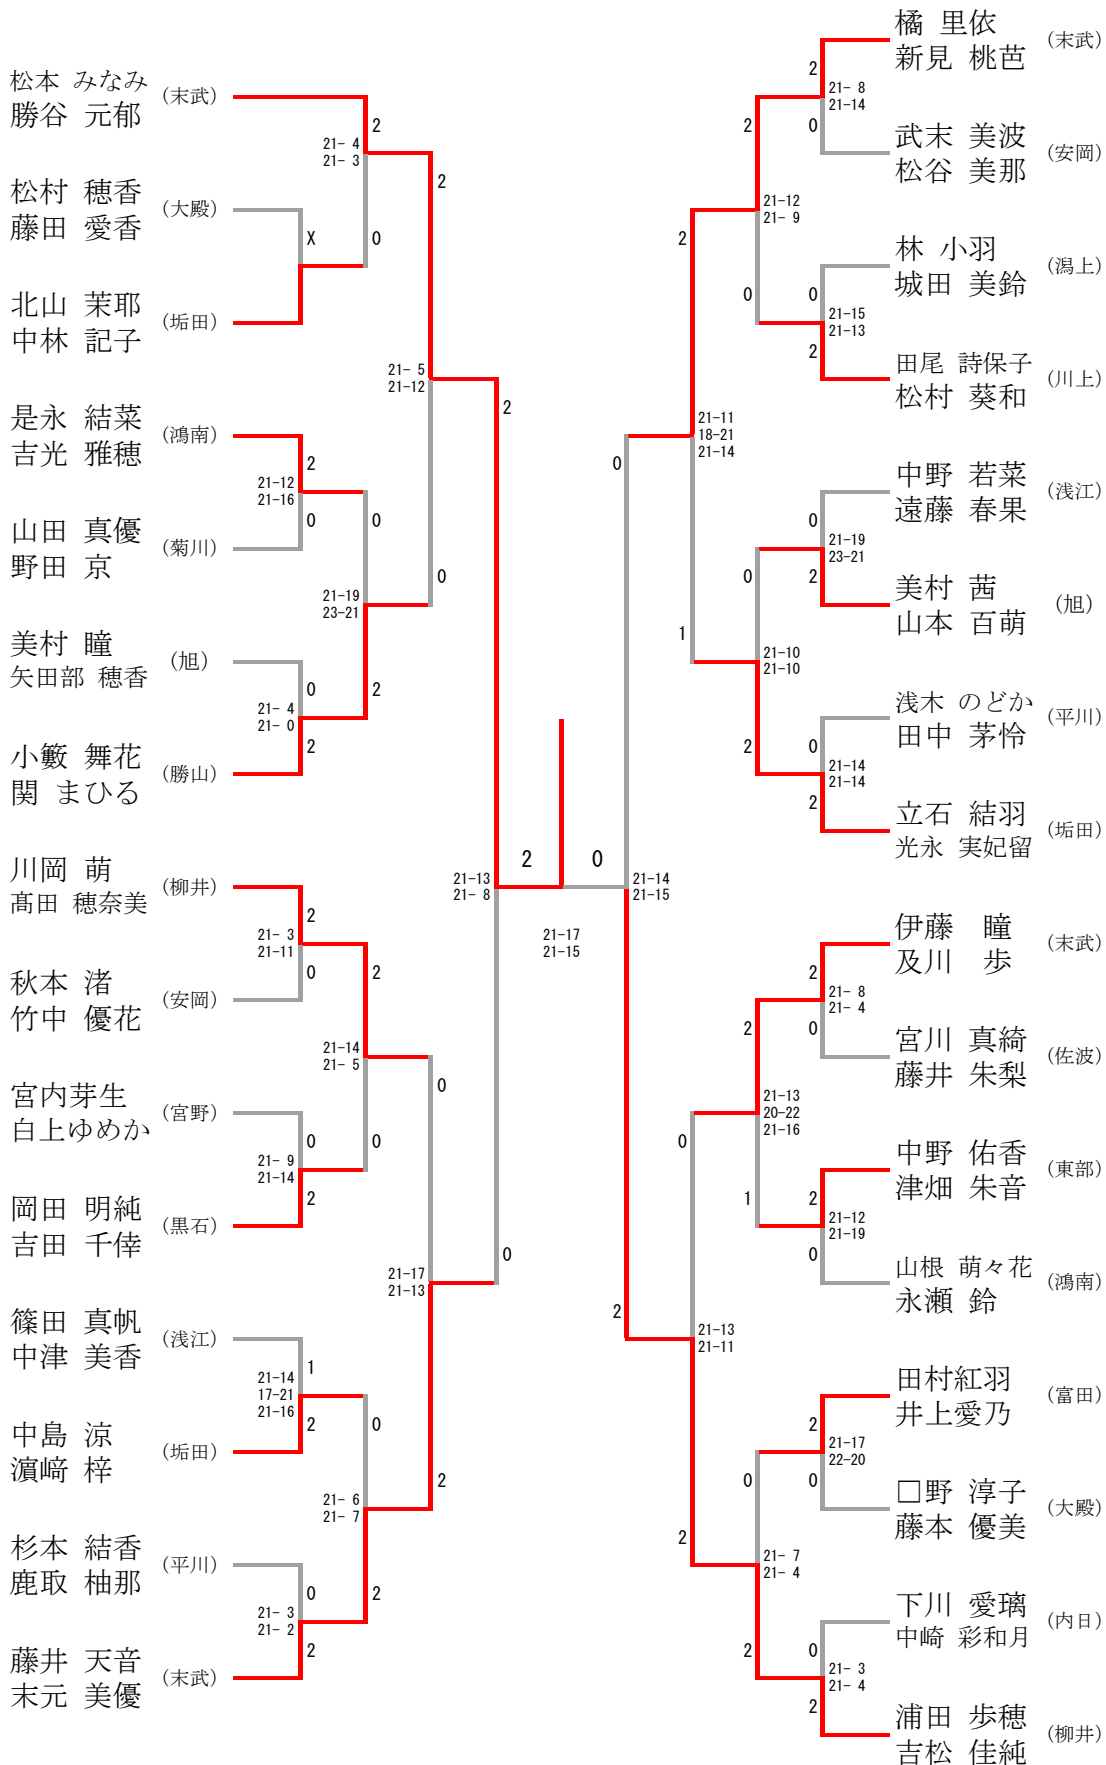 松本 みなみ
勝谷 元郁
(末武)
松村 穂香
藤田 愛香
(大殿)
北山 茉耶
中林 記子
(垢田)
是永 結菜
吉光 雅穂
(鴻南)
山田 真優
野田 京
(菊川)
美村 瞳
矢田部 穂香
(旭)
小籔 舞花
関 まひる
(勝山)
川岡 萌
髙田 穂奈美
(柳井)
秋本 渚
竹中 優花
(安岡)
宮内芽生
白上ゆめか
(宮野)
岡田 明純
吉田 千倖
(黒石)
篠田 真帆
中津 美香
(浅江)
中島 涼
濵﨑 梓
(垢田)
杉本 結香
鹿取 柚那
(平川)
藤井 天音
末元 美優
(末武)
2
21- 4
21- 3
0
X
2
21- 5
21-12
0
2
21-12
21-16
0
0
21-19
23-21
2
0
21- 4
21- 0
2
2
21-13
21- 8
0
2
21- 3
21-11
0
2
21-14
21- 5
0
0
21- 9
21-14
2
0
21-17
21-13
2
1
21-14
17-21
21-16
2
0
21- 6
21- 7
2
0
21- 3
21- 2
2
2
0
21-17
21-15
橘 里依
新見 桃芭
(末武)
武末 美波
松谷 美那
(安岡)
林 小羽
城田 美鈴
(潟上)
田尾 詩保子
松村 葵和
(川上)
中野 若菜
遠藤 春果
(浅江)
美村 茜
山本 百萌
(旭)
浅木 のどか
田中 茅怜
(平川)
立石 結羽
光永 実妃留
(垢田)
伊藤 瞳
及川 歩
(末武)
宮川 真綺
藤井 朱梨
(佐波)
中野 佑香
津畑 朱音
(東部)
山根 萌々花
永瀬 鈴
(鴻南)
田村紅羽
井上愛乃
(富田)
□野 淳子
藤本 優美
(大殿)
下川 愛璃
中崎 彩和月
(内日)
浦田 歩穂
吉松 佳純
(柳井)
2
21- 8
21-14
0
2
21-12
21- 9
0
0
21-15
21-13
2
2
21-11
18-21
21-14
1
0
21-19
23-21
2
0
21-10
21-10
2
0
21-14
21-14
2
0
21-14
21-15
2
2
21- 8
21- 4
0
2
21-13
20-22
21-16
1
2
21-12
21-19
0
0
21-13
21-11
2
2
21-17
22-20
0
0
21- 7
21- 4
2
0
21- 3
21- 4
2